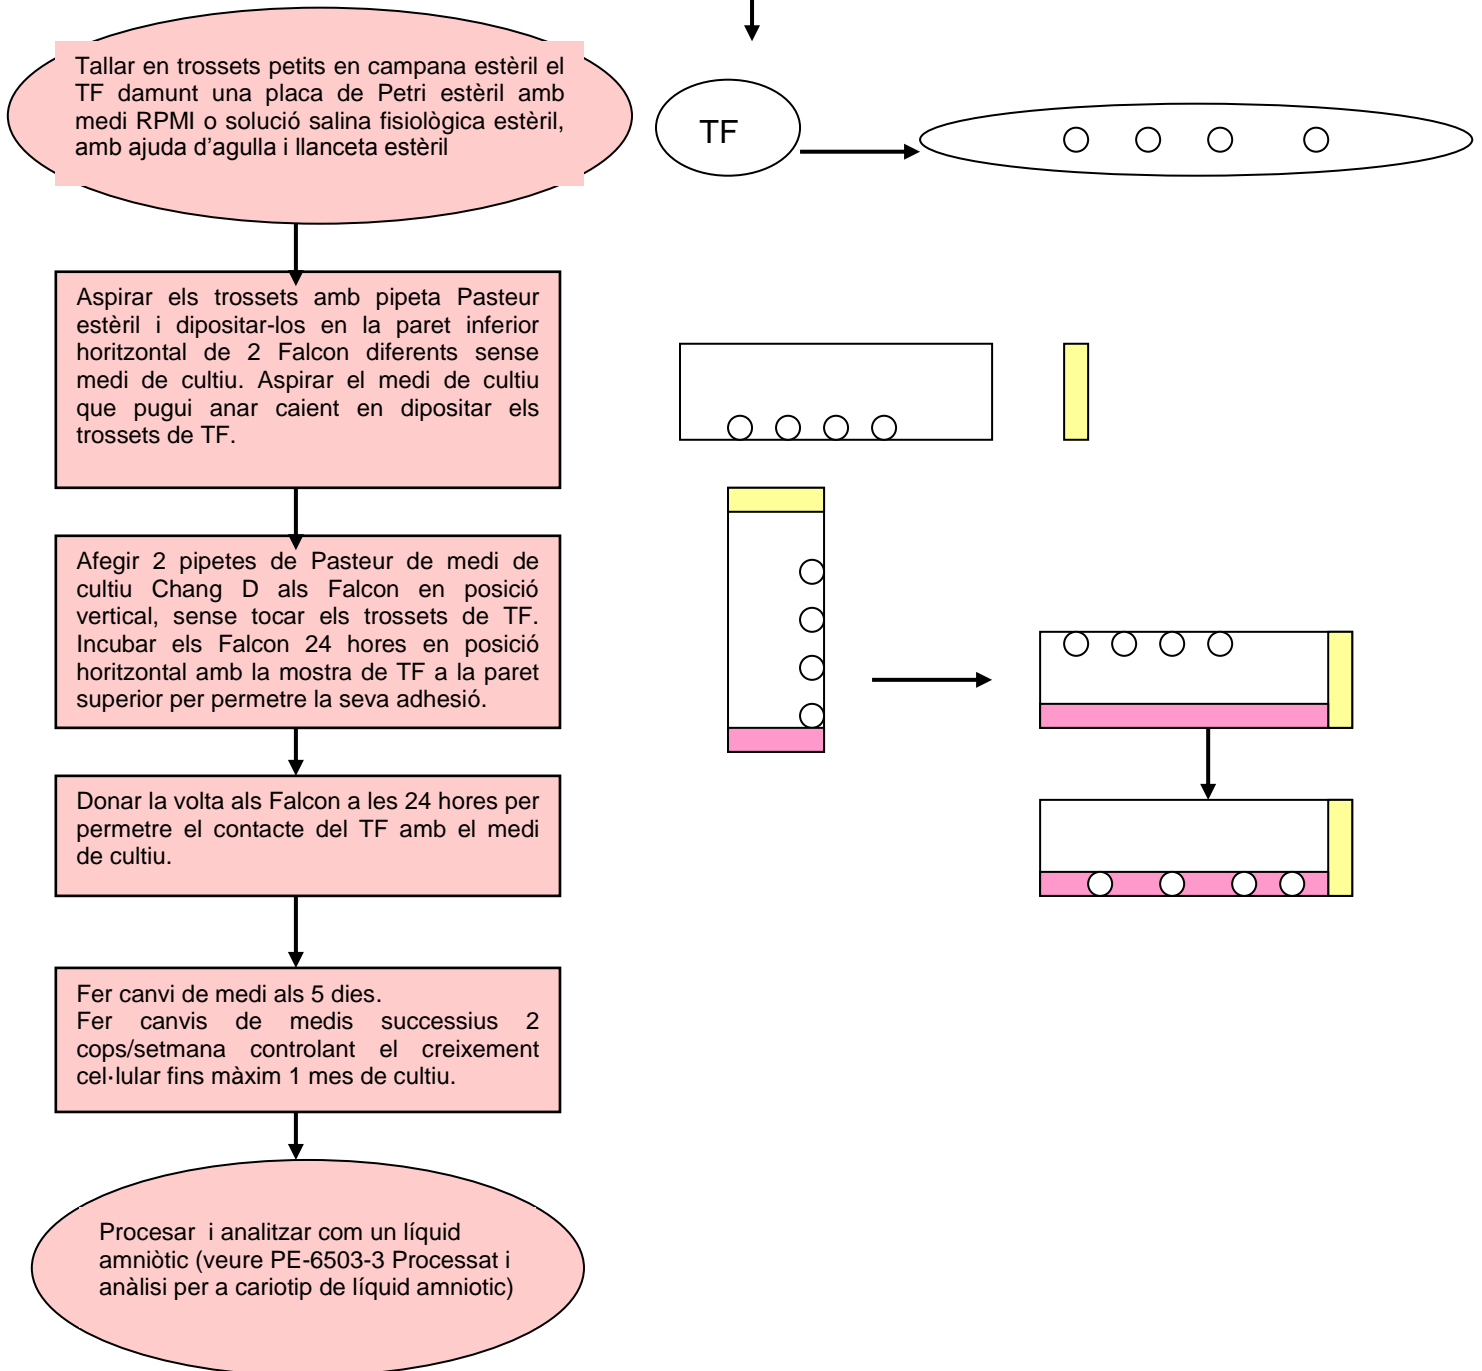 Tallar en trossets petits en campana estèril el
TF damunt una placa de Petri estèril amb
medi RPMI o solució salina fisiològica estèril,
amb ajuda d'agulla i llanceta estèril
TF
Aspirar els trossets amb pipeta Pasteur
estèril i dipositar-los en la paret inferior
horitzontal de 2 Falcon diferents sense
medi de cultiu. Aspirar el medi de cultiu
que pugui anar caient en dipositar els
trossets de TF.
Afegir 2 pipetes de Pasteur de medi de
cultiu Chang D als Falcon en posició
vertical, sense tocar els trossets de TF.
Incubar els Falcon 24 hores en posició
horitzontal amb la mostra de TF a la paret
superior per permetre la seva adhesió.
Donar la volta als Falcon a les 24 hores per
permetre el contacte del TF amb el medi
de cultiu.
Fer canvi de medi als 5 dies.
Fer canvis de medis successius 2
cops/setmana controlant el creixement
cel·lular fins màxim 1 mes de cultiu.
Procesar i analitzar com un líquid
amniòtic (veure PE-6503-3 Processat i
anàlisi per a cariotip de líquid amniotic)